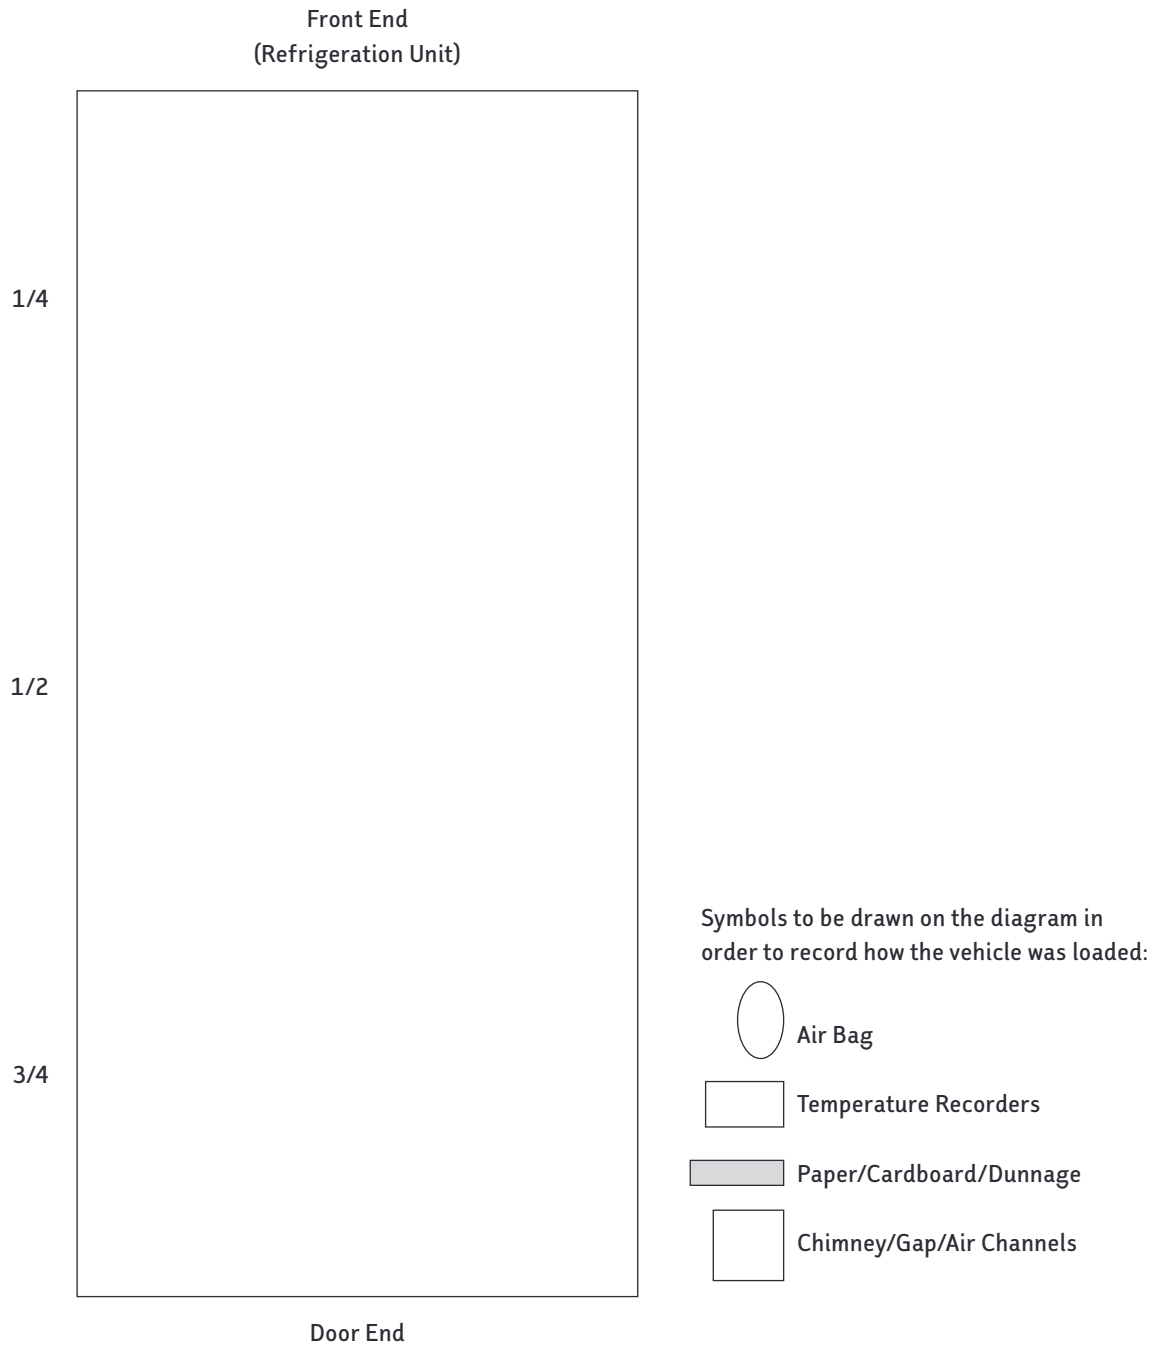 Front End
(Refrigeration Unit)
1/4
1/2
3/4
Symbols to be drawn on the diagram in
order to record how the vehicle was loaded:
Air Bag
Temperature Recorders
Paper/Cardboard/Dunnage
Chimney/Gap/Air Channels
Door End